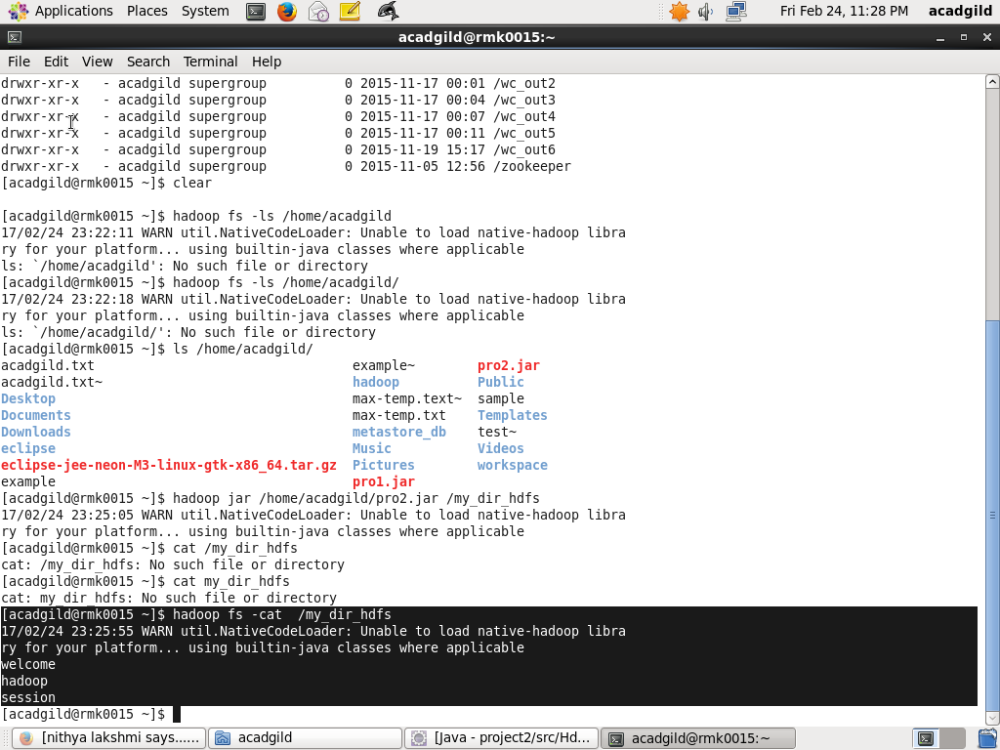 Applications Places System Fri Feb 24, 11:28 PM acadgild
acadgild@rmk0015:~
File Edit View Search Terminal Help
drwxr-xr-x   - acadgild supergroup          0 2015-11-17 00:01 /wc_out2
drwxr-xr-x   - acadgild supergroup          0 2015-11-17 00:04 /wc_out3
drwxr-xr-x   - acadgild supergroup          0 2015-11-17 00:07 /wc_out4
drwxr-xr-x   - acadgild supergroup          0 2015-11-17 00:11 /wc_out5
drwxr-xr-x   - acadgild supergroup          0 2015-11-19 15:17 /wc_out6
drwxr-xr-x   - acadgild supergroup          0 2015-11-05 12:56 /zookeeper
[acadgild@rmk0015 ~]$ clear
[acadgild@rmk0015 ~]$ hadoop fs -ls /home/acadgild
17/02/24 23:22:11 WARN util.NativeCodeLoader: Unable to load native-hadoop libra
ry for your platform... using builtin-java classes where applicable
ls: `/home/acadgild': No such file or directory
[acadgild@rmk0015 ~]$ hadoop fs -ls /home/acadgild/
17/02/24 23:22:18 WARN util.NativeCodeLoader: Unable to load native-hadoop libra
ry for your platform... using builtin-java classes where applicable
ls: `/home/acadgild/': No such file or directory
[acadgild@rmk0015 ~]$ ls /home/acadgild/
acadgild.txt                                 example~        pro2.jar
acadgild.txt~                                hadoop          Public
Desktop                                      max-temp.text~  sample
Documents                                    max-temp.txt    Templates
Downloads                                    metastore_db    test~
eclipse                                      Music           Videos
eclipse-jee-neon-M3-linux-gtk-x86_64.tar.gz  Pictures        workspace
example                                      pro1.jar
[acadgild@rmk0015 ~]$ hadoop jar /home/acadgild/pro2.jar /my_dir_hdfs
17/02/24 23:25:05 WARN util.NativeCodeLoader: Unable to load native-hadoop libra
ry for your platform... using builtin-java classes where applicable
[acadgild@rmk0015 ~]$ cat /my_dir_hdfs
cat: /my_dir_hdfs: No such file or directory
[acadgild@rmk0015 ~]$ cat my_dir_hdfs
cat: my_dir_hdfs: No such file or directory
[acadgild@rmk0015 ~]$ hadoop fs -cat  /my_dir_hdfs
17/02/24 23:25:55 WARN util.NativeCodeLoader: Unable to load native-hadoop libra
ry for your platform... using builtin-java classes where applicable
welcome
hadoop
session
[acadgild@rmk0015 ~]$
[nithya lakshmi says...... acadgild [Java - project2/src/Hd... acadgild@rmk0015:~